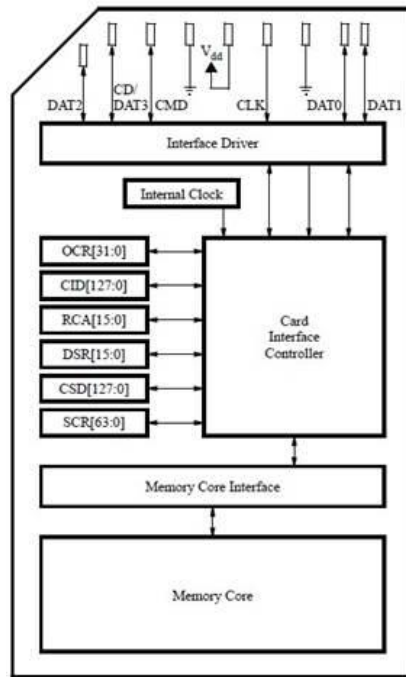 V_dd
CD/
DAT2 DAT3 CMD CLK DAT0 DAT1
Interface Driver
Internal Clock
OCR[31:0]
CID[127:0]
RCA[15:0]
DSR[15:0]
CSD[127:0]
SCR[63:0]
Card
Interface
Controller
Memory Core Interface
Memory Core